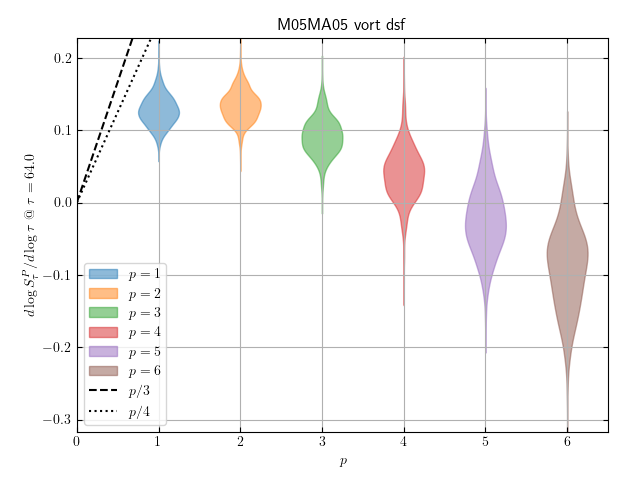 M05MA05 vort dsf
d log S_τ^P / d log τ @ τ = 64.0
0.2
0.1
0.0
−0.1
−0.2
−0.3
p = 1
p = 2
p = 3
p = 4
p = 5
p = 6
p/3
p/4
0 1 2 3 4 5 6
p